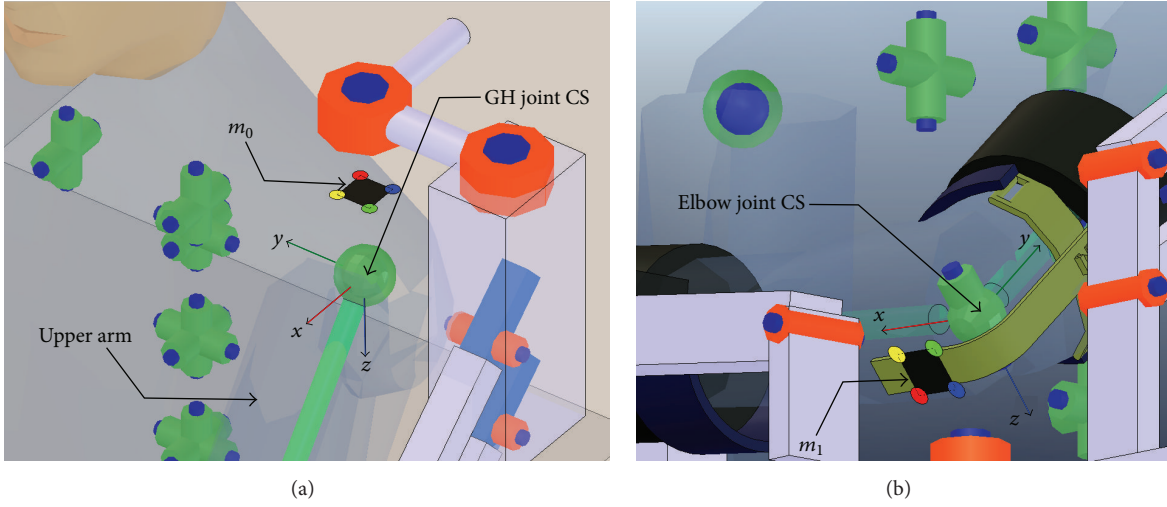 GH joint CS
m0
y
x
z
Upper arm
(a)
Elbow joint CS
y
x
z
m1
(b)